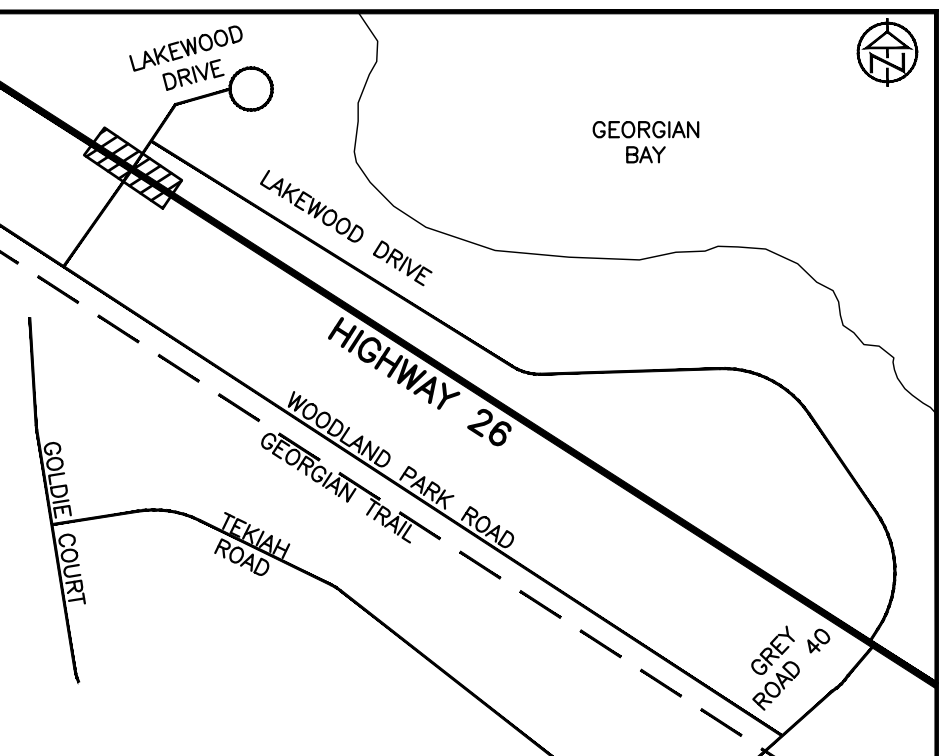 LAKEWOOD
DRIVE
N
GEORGIAN
BAY
LAKEWOOD DRIVE
HIGHWAY 26
WOODLAND PARK ROAD
GEORGIAN TRAIL
GOLDIE COURT
TEKIAH
ROAD
GREY
ROAD 40